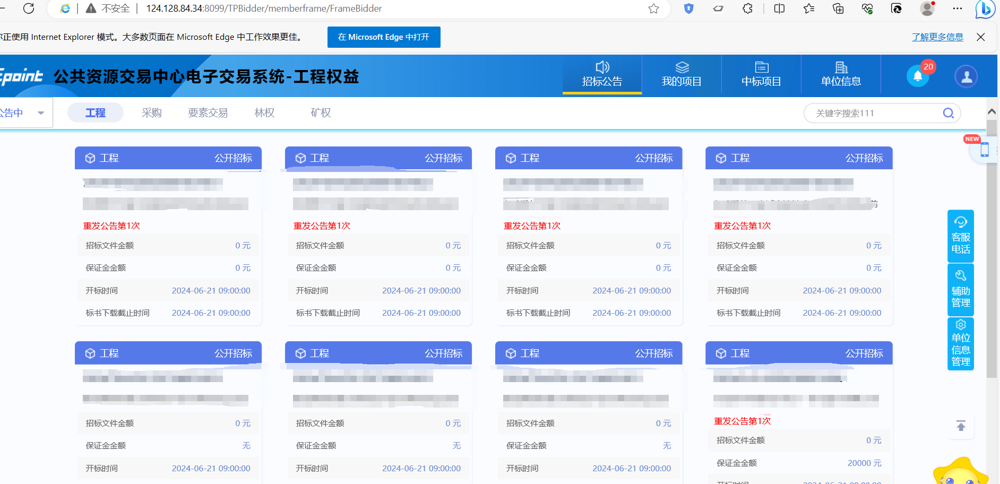 不安全 124.128.84.34:8099/TPBidder/memberframe/FrameBidder
正使用 Internet Explorer 模式。大多数页面在 Microsoft Edge 中工作效果更佳。 在 Microsoft Edge 中打开 了解更多信息
Epoint 公共资源交易中心电子交易系统-工程权益 招标公告 我的项目 中标项目 单位信息 20
公告中 工程 采购 要素交易 林权 矿权 关键字搜索111
NEW
工程 公开招标 工程 公开招标 工程 公开招标 工程 公开招标
重发公告第1次 重发公告第1次 重发公告第1次 重发公告第1次
招标文件金额 0 元 招标文件金额 0 元 招标文件金额 0 元 招标文件金额 0 元
保证金金额 0 元 保证金金额 0 元 保证金金额 0 元 保证金金额 0 元
开标时间 2024-06-21 09:00:00 开标时间 2024-06-21 09:00:00 开标时间 2024-06-21 09:00:00 开标时间 2024-06-21 09:00:00
标书下载截止时间 2024-06-21 09:00:00 标书下载截止时间 2024-06-21 09:00:00 标书下载截止时间 2024-06-21 09:00:00 标书下载截止时间 2024-06-21 09:00:00
客服
电话
辅助
管理
单位
信息
管理
工程 公开招标 工程 公开招标 工程 公开招标 工程 公开招标
重发公告第1次
招标文件金额 0 元 招标文件金额 0 元 招标文件金额 0 元 招标文件金额 0 元
保证金金额 无 保证金金额 无 保证金金额 无 保证金金额 20000 元
开标时间 2024-06-21 09:00:00 开标时间 2024-06-21 09:00:00 开标时间 2024-06-21 09:00:00